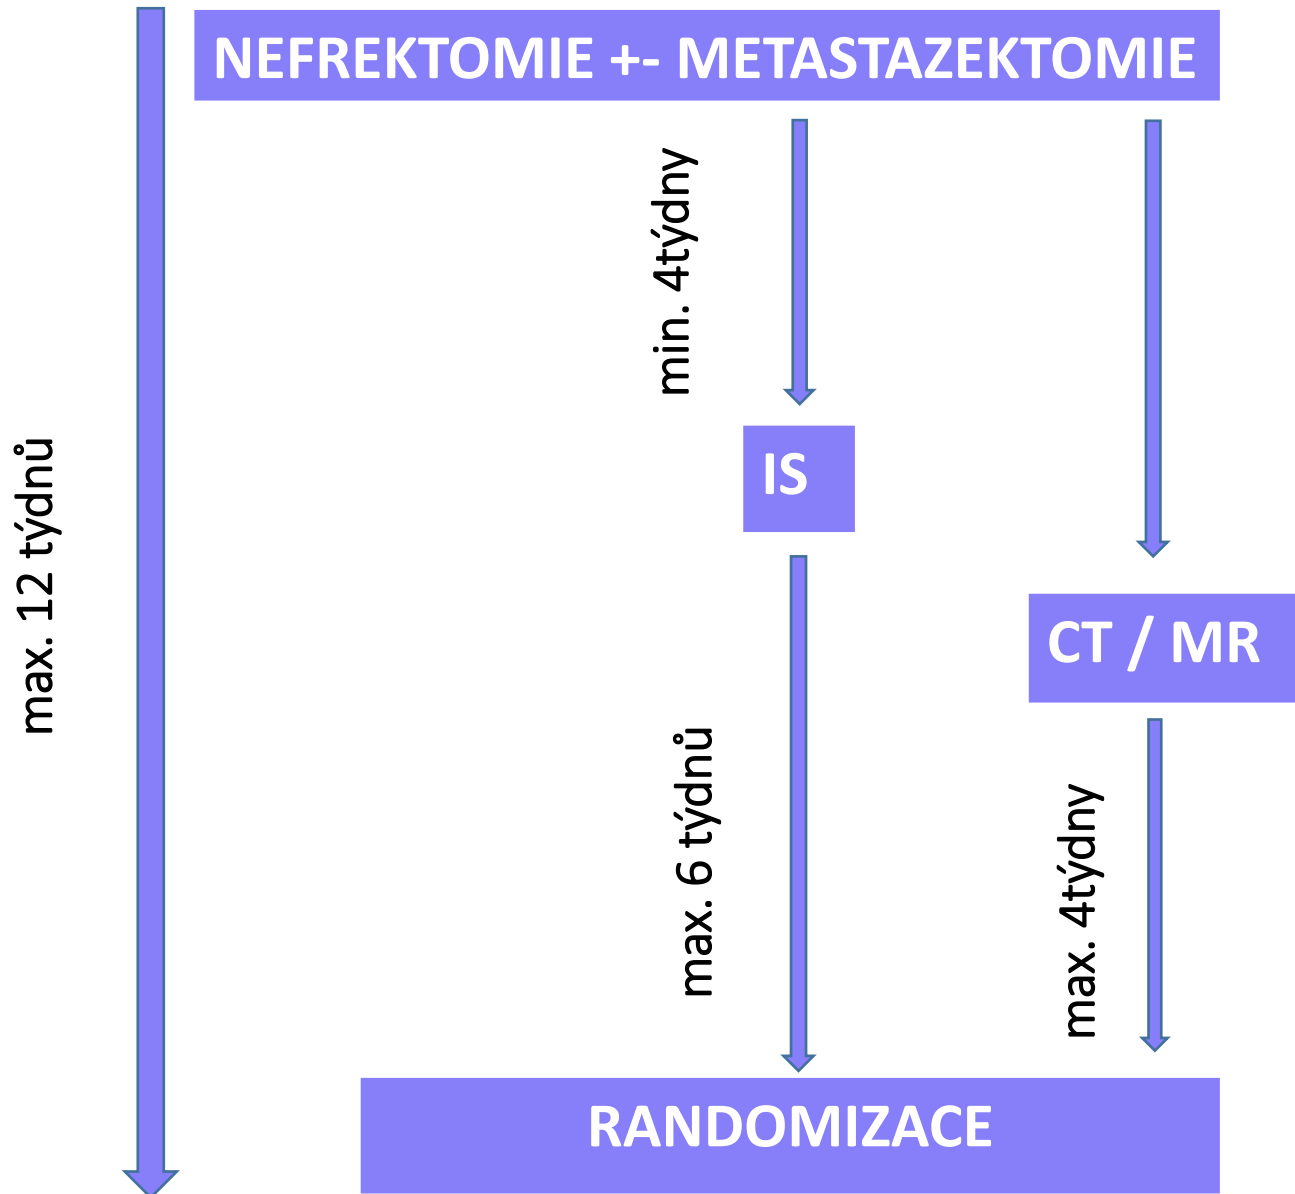 NEFREKTOMIE +- METASTAZEKTOMIE
max. 12 týdnů
min. 4týdny
IS
CT / MR
max. 6 týdnů
max. 4týdny
RANDOMIZACE